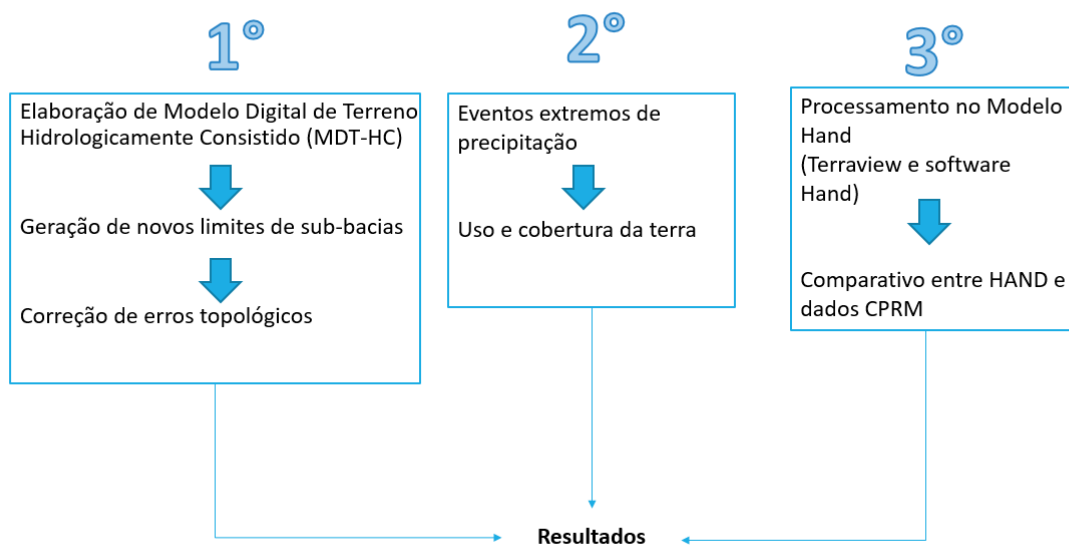 1°
Elaboração de Modelo Digital de Terreno
Hidrologicamente Consistido (MDT-HC)
Geração de novos limites de sub-bacias
Correção de erros topológicos
2°
Eventos extremos de
precipitação
Uso e cobertura da terra
3°
Processamento no Modelo
Hand
(Terraview e software
Hand)
Comparativo entre HAND e
dados CPRM
Resultados